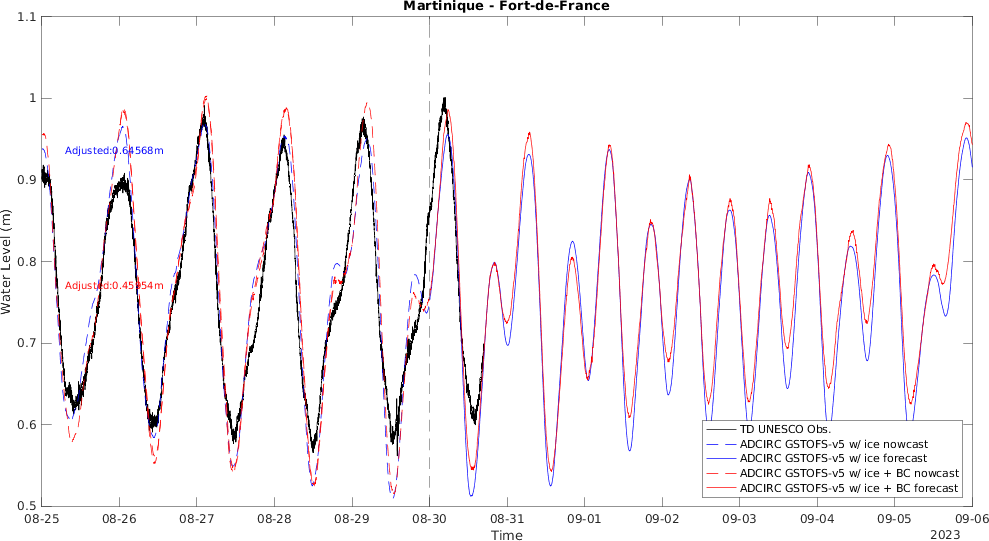 Martinique - Fort-de-France
1.1
1
0.9
0.8
0.7
0.6
0.5
Water Level (m)
Adjusted:0.64568m
TD UNESCO Obs.
ADCIRC GSTOFS-v5 w/ ice nowcast
ADCIRC GSTOFS-v5 w/ ice forecast
ADCIRC GSTOFS-v5 w/ ice + BC nowcast
ADCIRC GSTOFS-v5 w/ ice + BC forecast
08-25 08-26 08-27 08-28 08-29 08-30 08-31 09-01 09-02 09-03 09-04 09-05 09-06
Time
2023